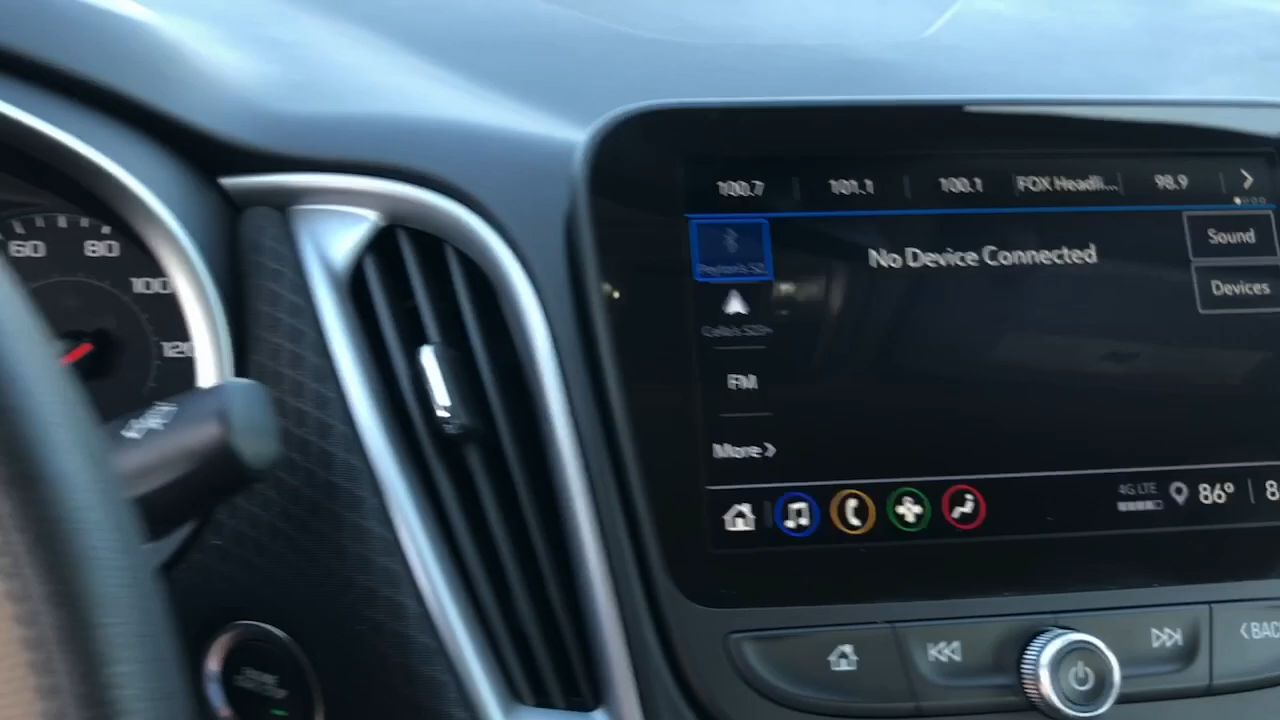 100.7 101.1 100.1 FOX Headli... 98.9
No Device Connected
Sound
Devices
FM
More
4G LTE 86° 8
BAC
60 80
100
120